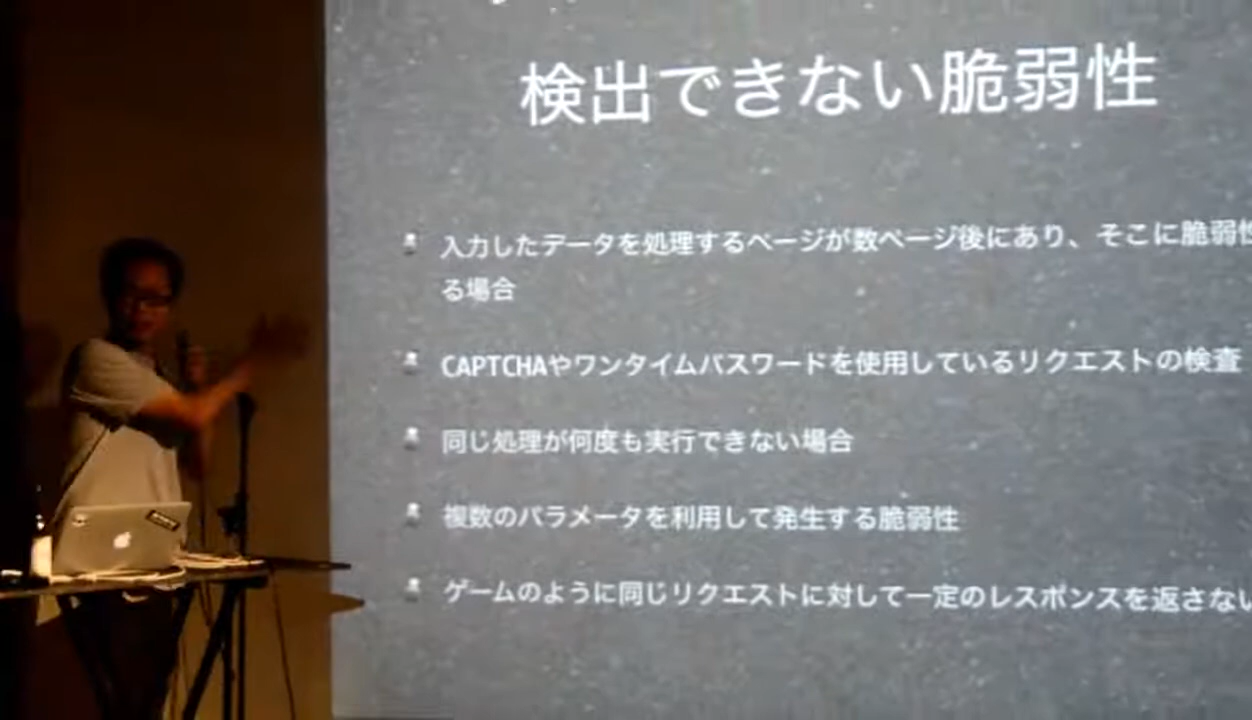 検出できない脆弱性
入力したデータを処理するページが数ページ後にあり、そこに脆弱性
る場合
CAPTCHAやワンタイムパスワードを使用しているリクエストの検査
同じ処理が何度も実行できない場合
複数のパラメータを利用して発生する脆弱性
ゲームのように同じリクエストに対して一定のレスポンスを返さない